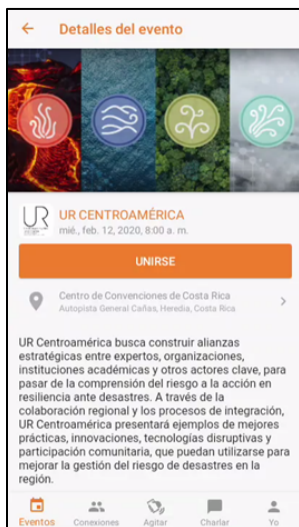 Detalles del evento
UR
UR CENTROAMÉRICA
mié., feb. 12, 2020, 8:00 a. m.
UNIRSE
Centro de Convenciones de Costa Rica
Autopista General Cañas, Heredia, Costa Rica
UR Centroamérica busca construir alianzas
estratégicas entre expertos, organizaciones,
instituciones académicas y otros actores clave, para
pasar de la comprensión del riesgo a la acción en
resiliencia ante desastres. A través de la
colaboración regional y los procesos de integración,
UR Centroamérica presentará ejemplos de mejores
prácticas, innovaciones, tecnologías disruptivas y
participación comunitaria, que puedan utilizarse para
mejorar la gestión del riesgo de desastres en la
región.
Eventos Conexiones Agitar Charlar Yo